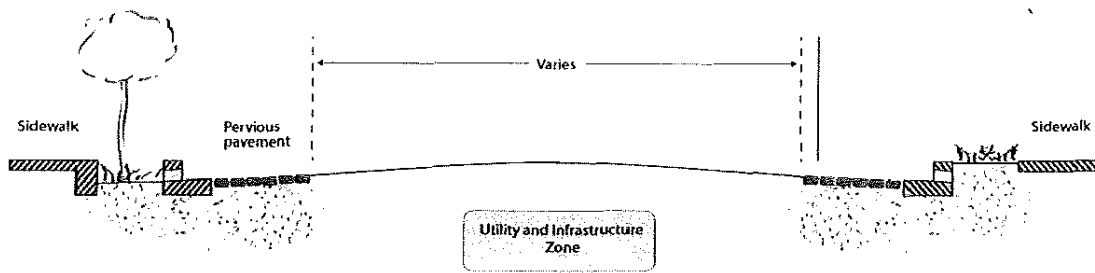 Varies
Sidewalk
Pervious
pavement
Sidewalk
Utility and Infrastructure
Zone